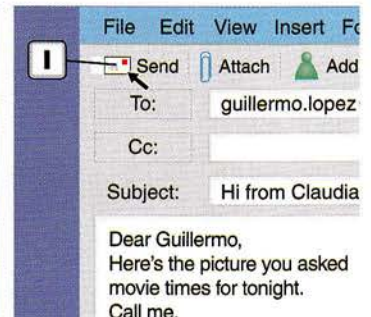 File Edit View Insert
I
Send Attach Add
To: guillermo.lopez
Cc:
Subject: Hi from Claudia
Dear Guillermo,
Here's the picture you asked
movie times for tonight.
Call me.